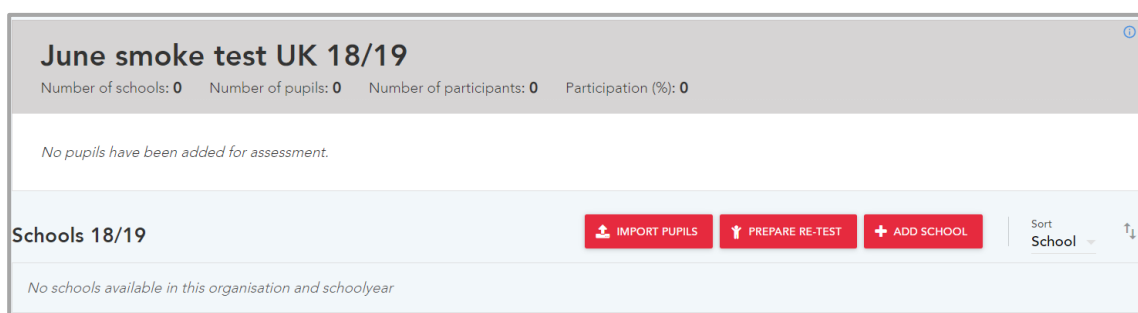 June smoke test UK 18/19
Number of schools: 0 Number of pupils: 0 Number of participants: 0 Participation (%): 0
No pupils have been added for assessment.
Schools 18/19 IMPORT PUPILS PREPARE RE-TEST ADD SCHOOL Sort
School
No schools available in this organisation and schoolyear